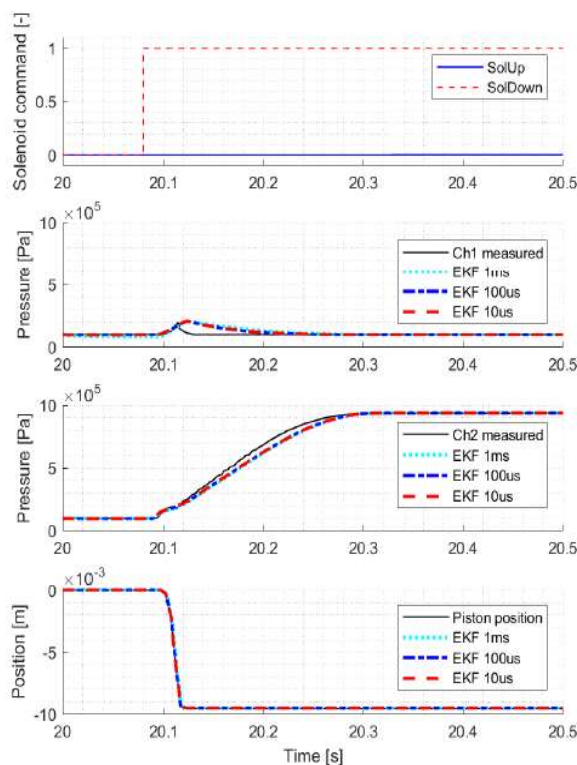 Solenoid command [-]
1
0.5
0
SolUp
SolDown
20 20.1 20.2 20.3 20.4 20.5
×10^5
Pressure [Pa]
10
5
0
Ch1 measured
EKF 1ms
EKF 100us
EKF 10us
20 20.1 20.2 20.3 20.4 20.5
×10^5
Pressure [Pa]
10
5
0
Ch2 measured
EKF 1ms
EKF 100us
EKF 10us
20 20.1 20.2 20.3 20.4 20.5
×10^-3
Position [m]
0
-5
-10
Piston position
EKF 1ms
EKF 100us
EKF 10us
20 20.1 20.2 20.3 20.4 20.5
Time [s]